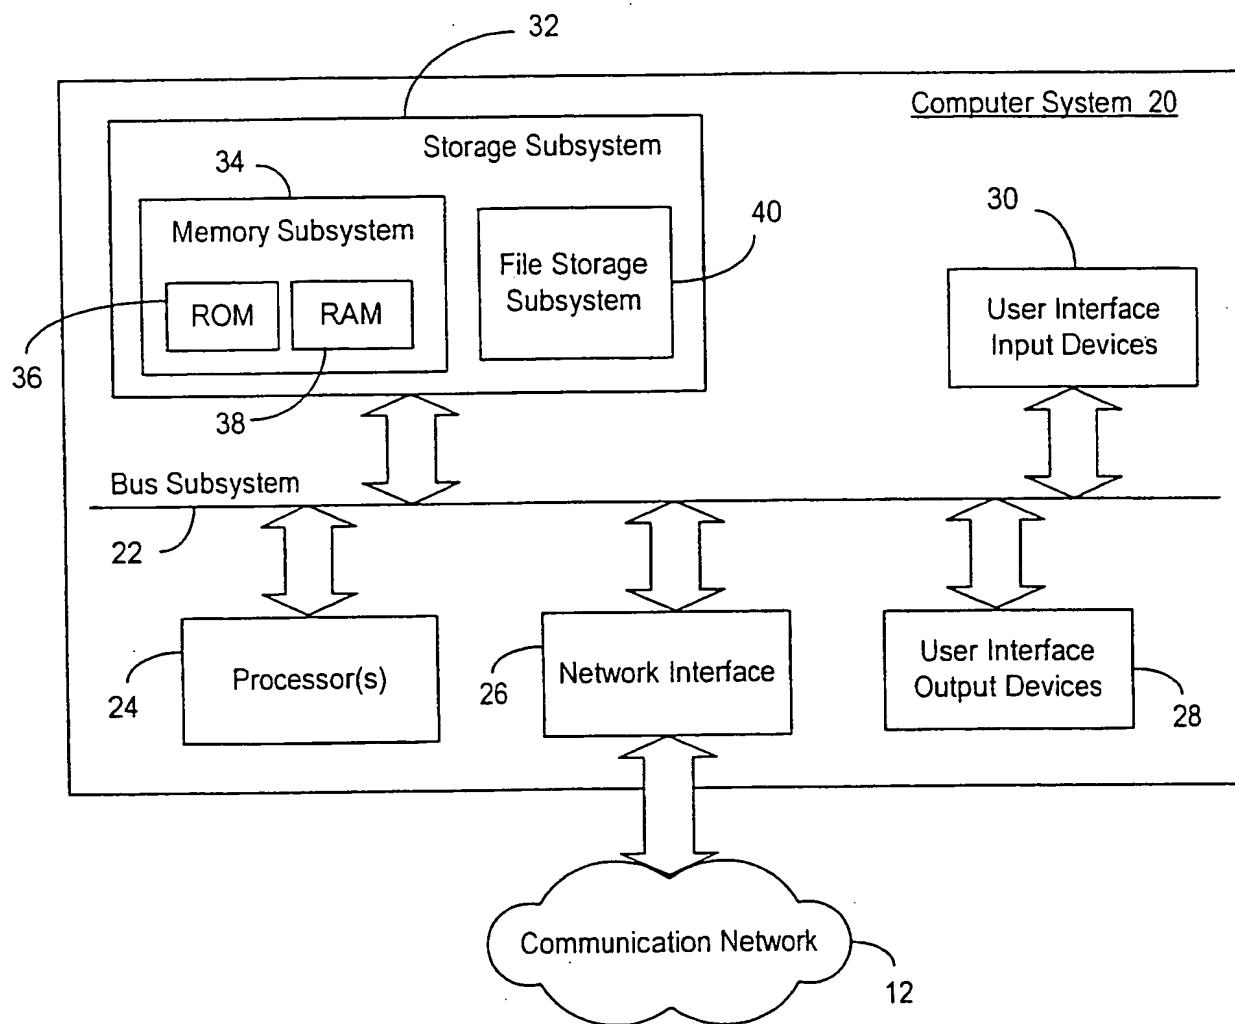 32
Computer System 20
Storage Subsystem
34
Memory Subsystem
40
30
File Storage
Subsystem
User Interface
Input Devices
ROM
RAM
36
38
Bus Subsystem
22
24
Processor(s)
26
Network Interface
User Interface
Output Devices
28
Communication Network
12